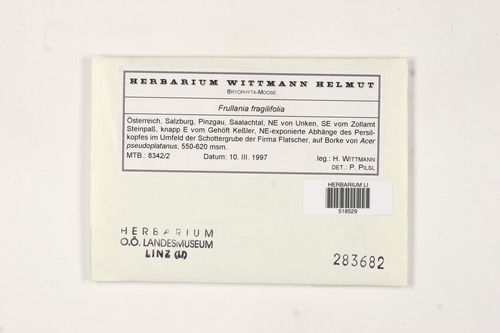 HERBARIUM WITTMANN HELMUT
BRYOPHYTA-MOOSE
Frullania fragilifolia
Österreich, Salzburg, Pinzgau, Saalachtal, NE von Unken, SE vom Zollamt
Steinpaß, knapp E vom Gehöft Keßler, NE-exponierte Abhänge des Persil-
kopfes im Umfeld der Schottergrube der Firma Flatscher, auf Borke von Acer
pseudoplatanus, 550-620 msm.
MTB.: 8342/2 Datum: 10. III. 1997 leg.: H. WITTMANN
DET.: P. PILSL
HERBARIUM LI
518529
HERBARIUM
O.Ö. LANDESMUSEUM
LINZ (LI)
283682